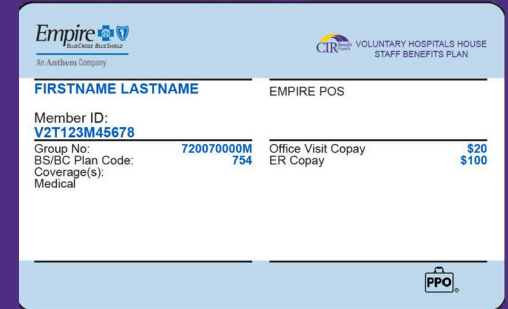 Empire
BlueCross BlueShield
An Anthem Company
CIR Benefit Funds
VOLUNTARY HOSPITALS HOUSE
STAFF BENEFITS PLAN
FIRSTNAME LASTNAME
EMPIRE POS
Member ID:
V2T123M45678
Group No: 720070000M
BS/BC Plan Code: 754
Coverage(s):
Medical
Office Visit Copay $20
ER Copay $100
PPO®